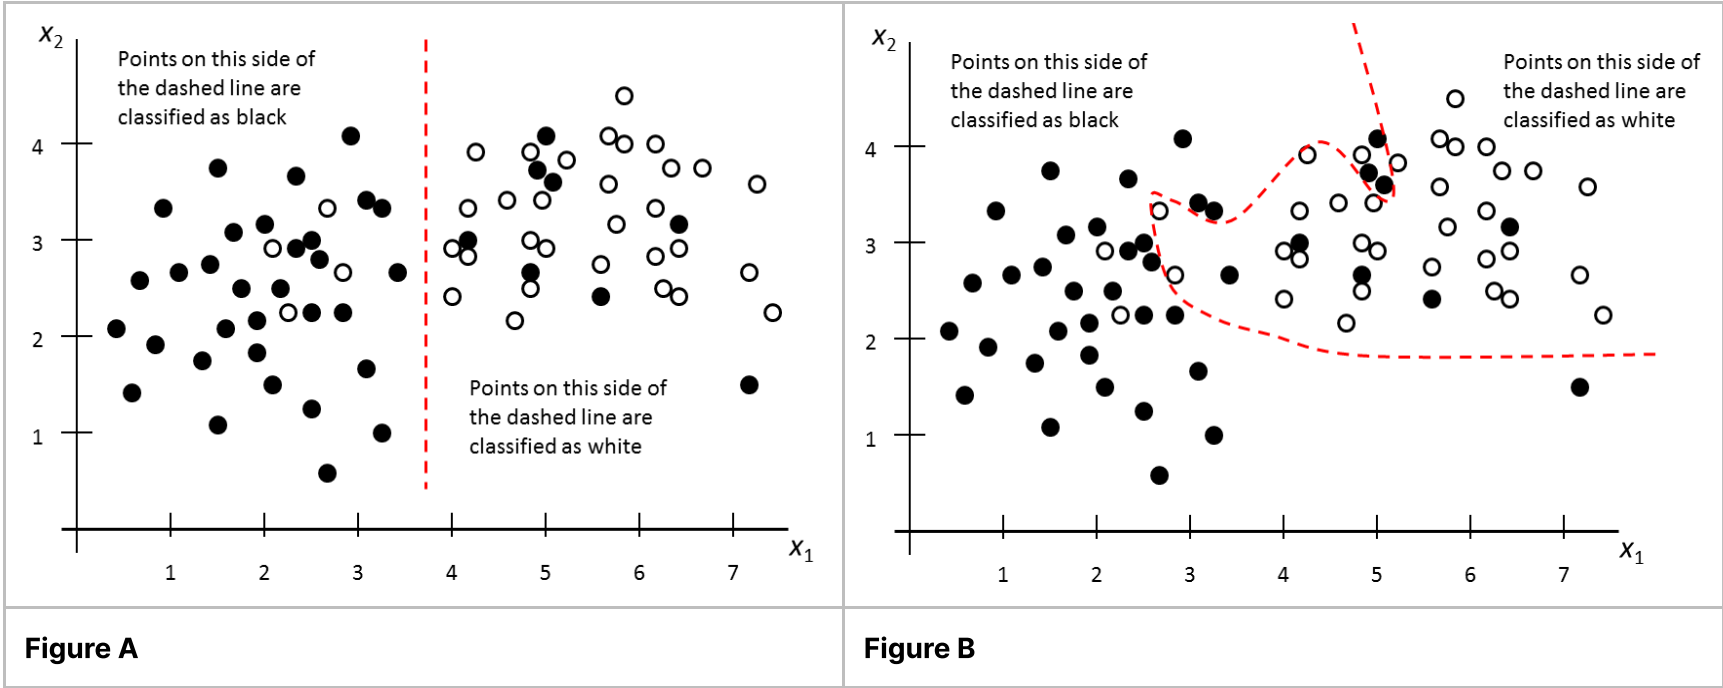 x2
Points on this side of
the dashed line are
classified as black
4
3
2
1
Points on this side of
the dashed line are
classified as white
x1
1 2 3 4 5 6 7
Figure A
x2
Points on this side of
the dashed line are
classified as black
Points on this side of
the dashed line are
classified as white
4
3
2
1
x1
1 2 3 4 5 6 7
Figure B